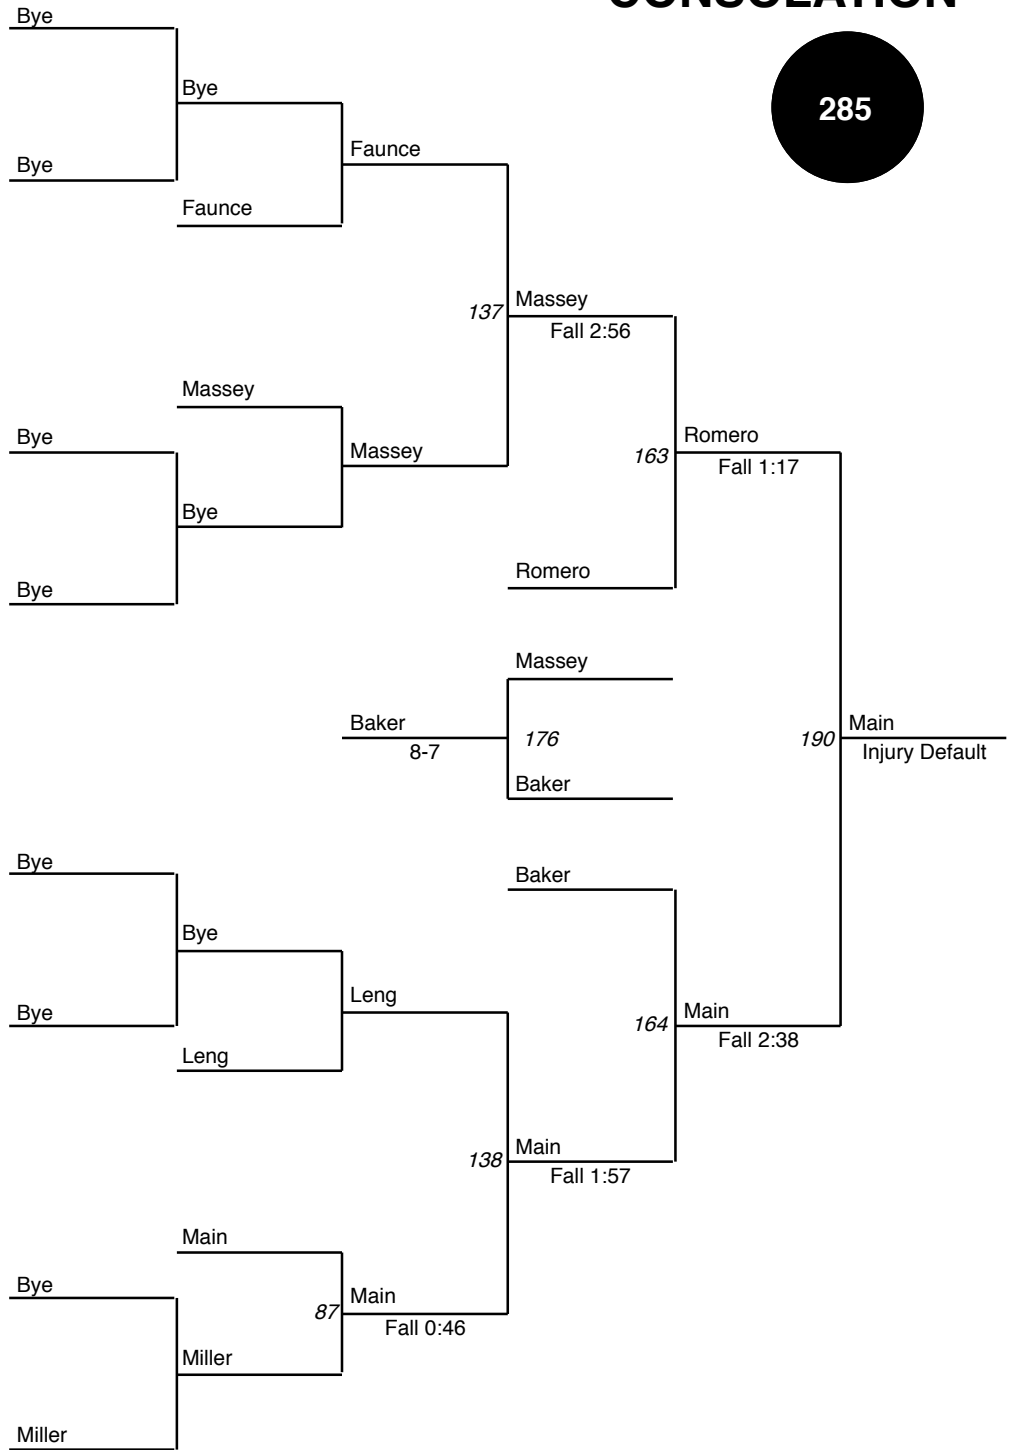 CONSOLATION
Bye
285
Bye
Faunce
Bye
Faunce
Massey
137
Fall 2:56
Massey
Bye
Romero
Massey
163
Fall 1:17
Bye
Romero
Bye
Massey
Baker
176
190
Main
8-7
Injury Default
Baker
Bye
Baker
Bye
Leng
Bye
Main
164
Fall 2:38
Leng
Main
138
Fall 1:57
Main
Bye
Main
87
Fall 0:46
Miller
Miller